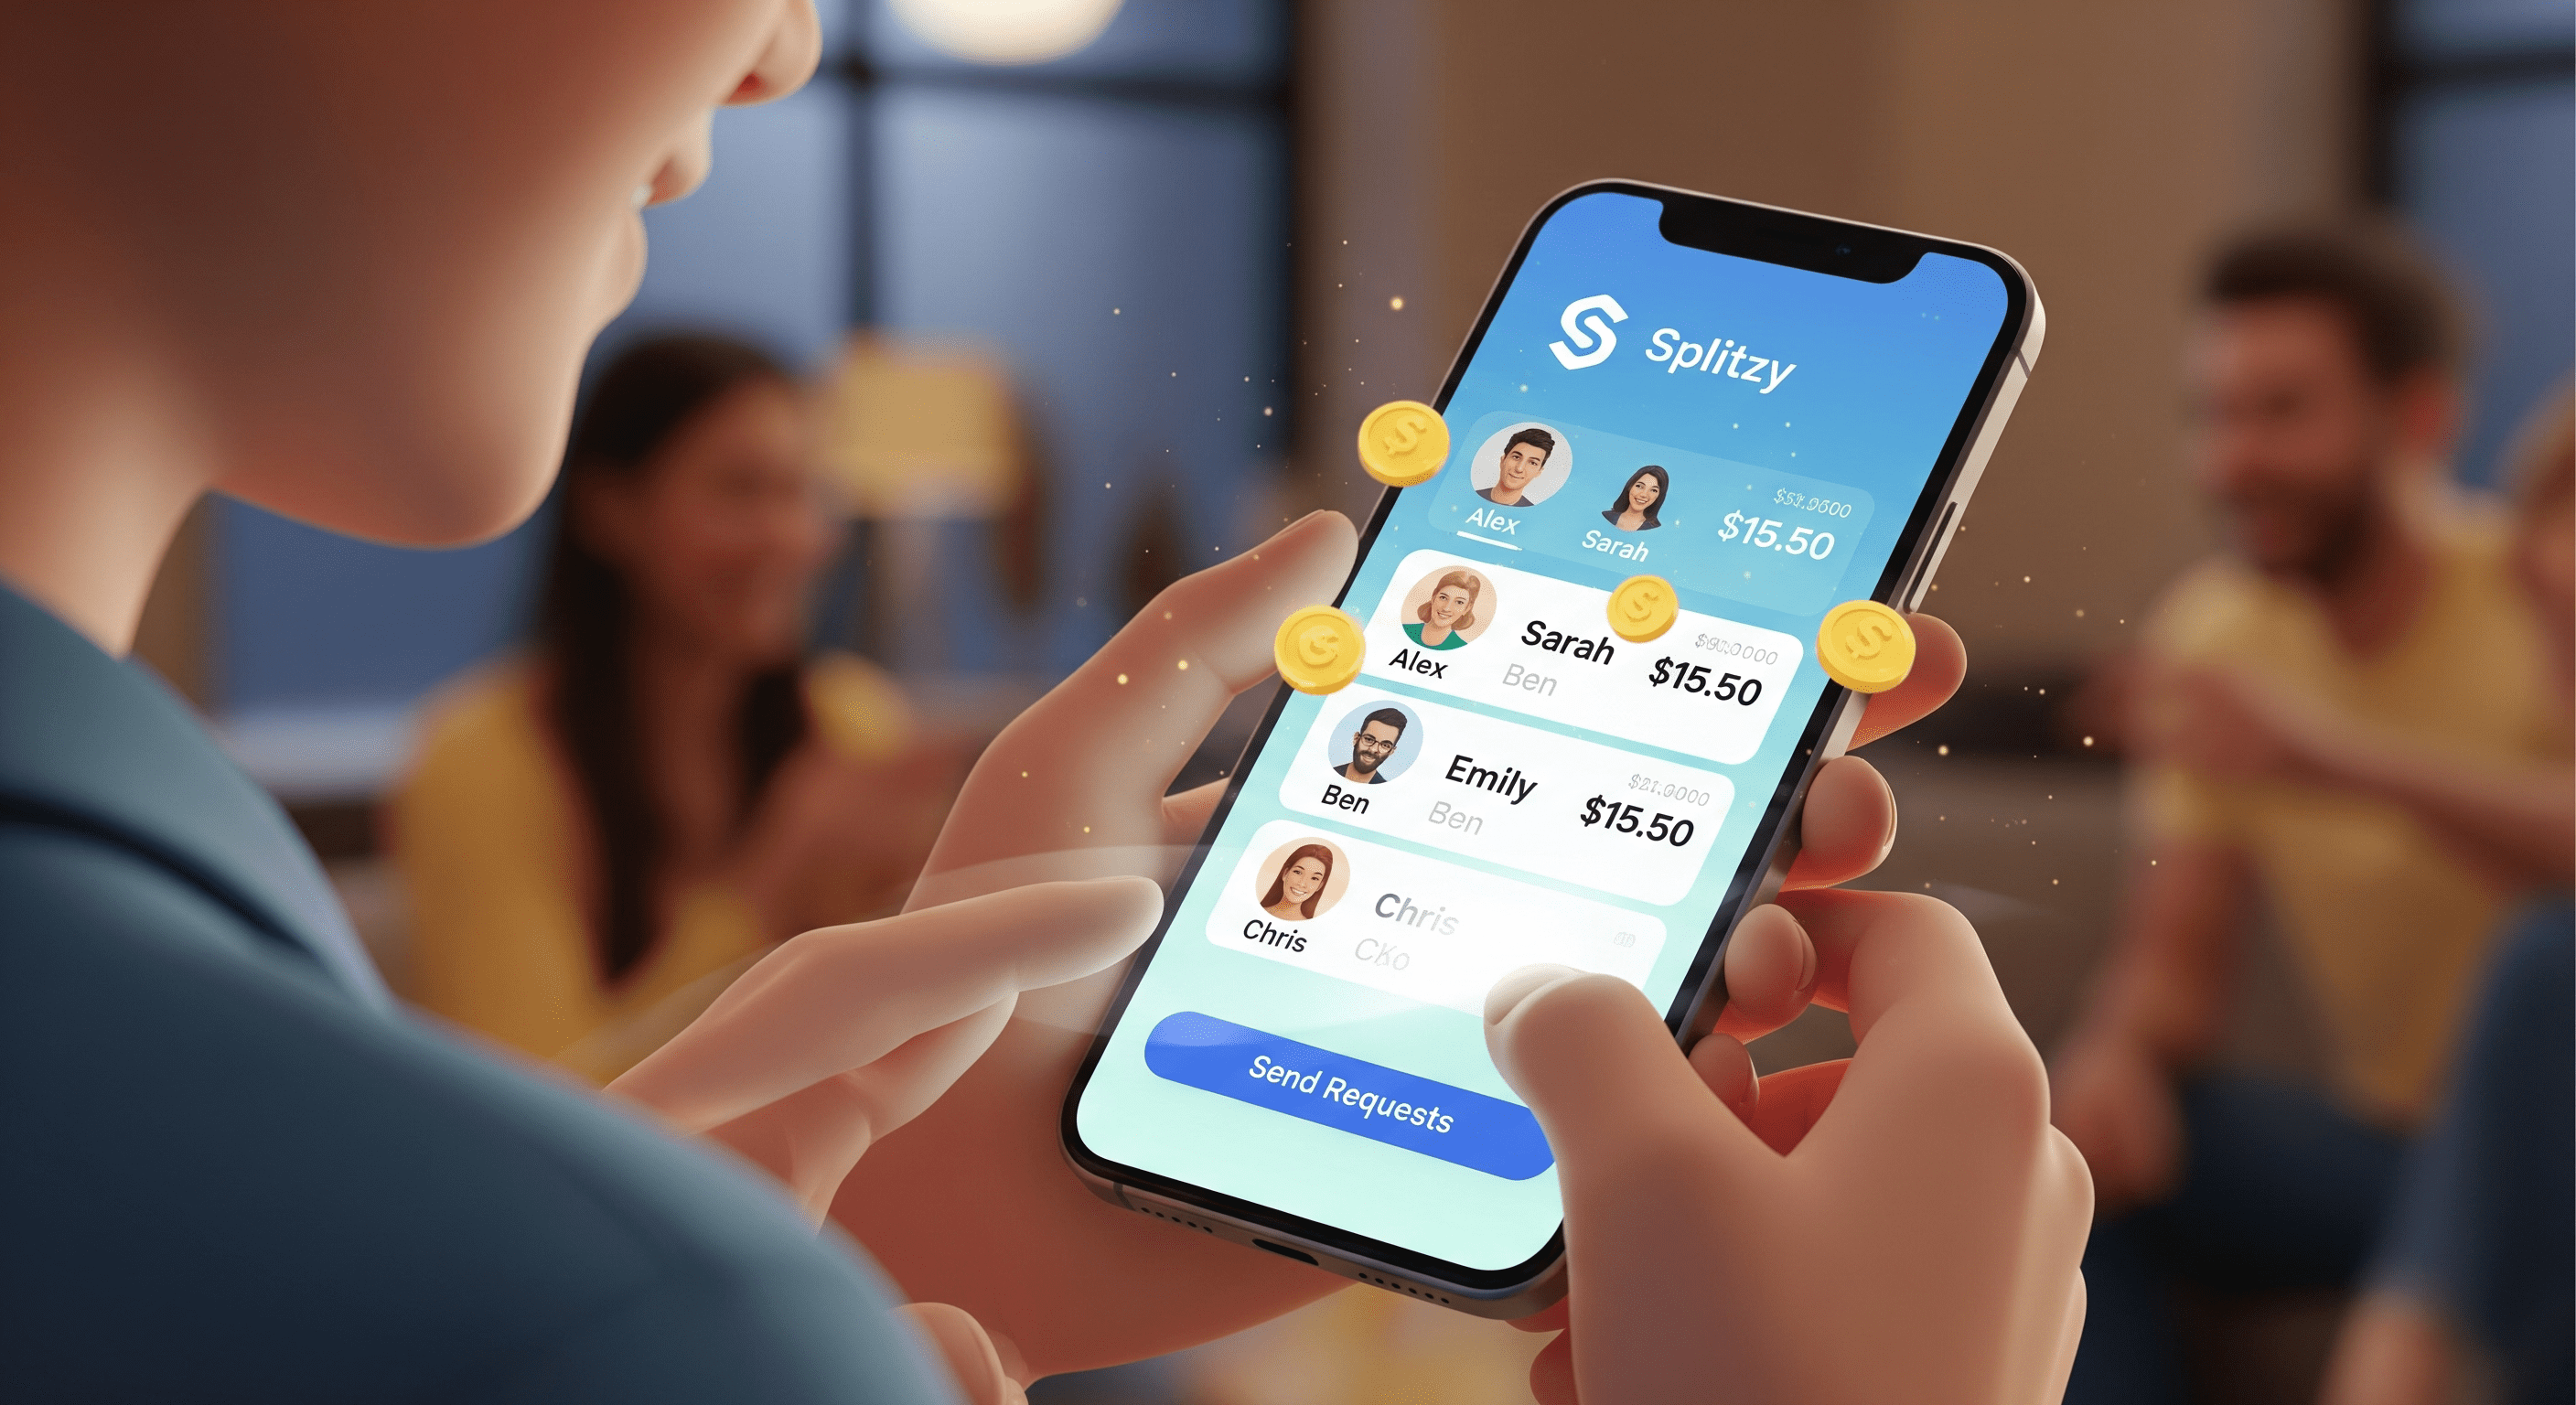 Splitzy
Alex
Sarah
$15.50
Sarah
Alex
Ben
$15.50
Emily
Ben
Ben
$15.50
Chris
Chris
Send Requests